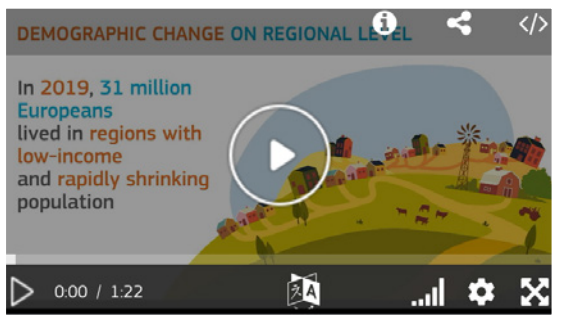 DEMOGRAPHIC CHANGE ON REGIONAL LEVEL
In 2019, 31 million
Europeans
lived in regions with
low-income
and rapidly shrinking
population
0:00 / 1:22